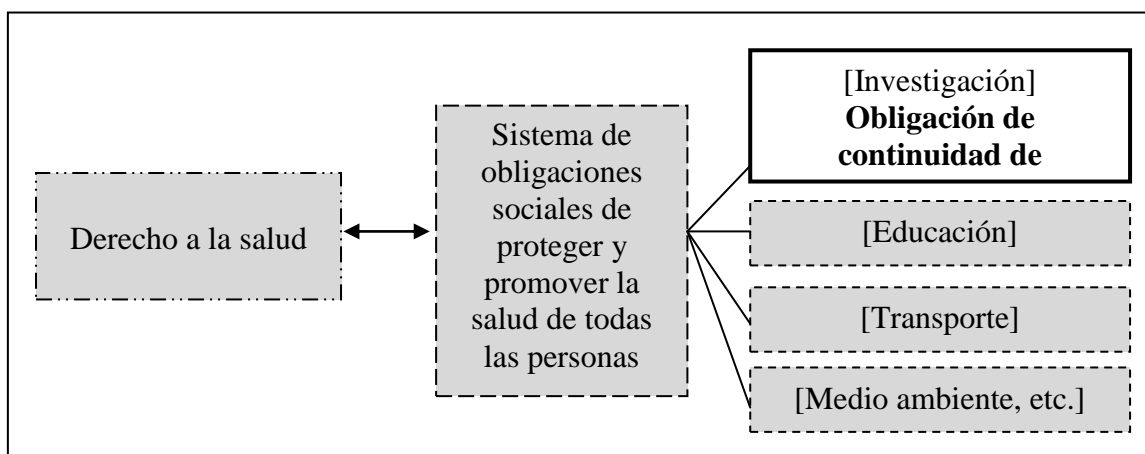 Derecho a la salud
Sistema de
obligaciones
sociales de
proteger y
promover la
salud de todas
las personas
[Investigación]
Obligación de
continuidad de
[Educación]
[Transporte]
[Medio ambiente, etc.]